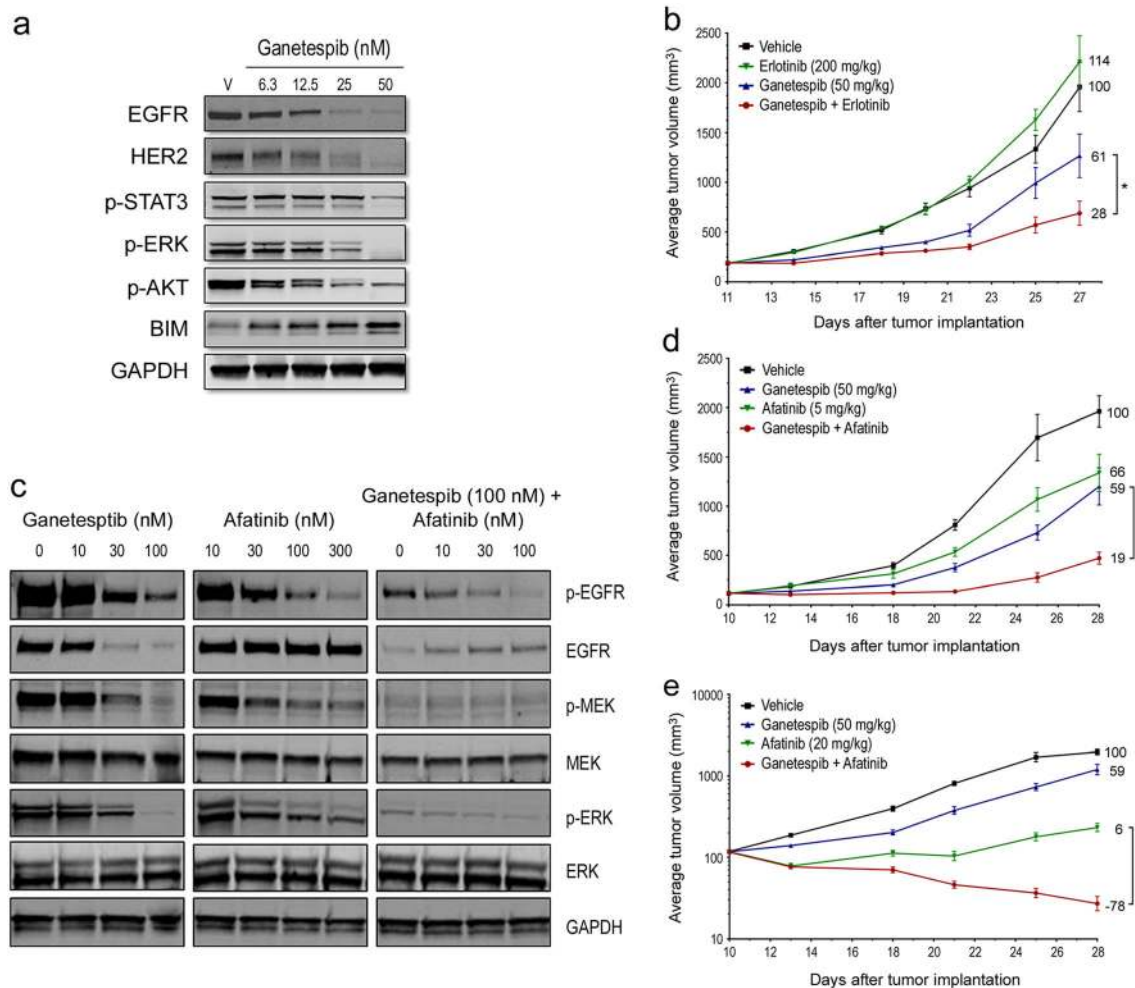 a
Ganetespib (nM)
V 6.3 12.5 25 50
EGFR
HER2
p-STAT3
p-ERK
p-AKT
BIM
GAPDH
b
Vehicle
Erlotinib (200 mg/kg)
Ganetespib (50 mg/kg)
Ganetespib + Erlotinib
Average tumor volume (mm³)
2500
2000
1500
1000
500
0
114
100
61
*
28
11 13 14 15 17 19 20 22 23 25 27
Days after tumor implantation
c
Ganetesptib (nM)
0 10 30 100
Afatinib (nM)
10 30 100 300
Ganetespib (100 nM) +
Afatinib (nM)
0 10 30 100
p-EGFR
EGFR
p-MEK
MEK
p-ERK
ERK
GAPDH
d
Vehicle
Ganetespib (50 mg/kg)
Afatinib (5 mg/kg)
Ganetespib + Afatinib
Average tumor volume (mm³)
2500
2000
1500
1000
500
0
100
66
59
19
10 12 14 16 18 20 22 24 26 28
Days after tumor implantation
e
Vehicle
Ganetespib (50 mg/kg)
Afatinib (20 mg/kg)
Ganetespib + Afatinib
Average tumor volume (mm³)
10000
1000
100
10
100
59
6
-78
10 12 14 16 18 20 21 24 26 28
Days after tumor implantation